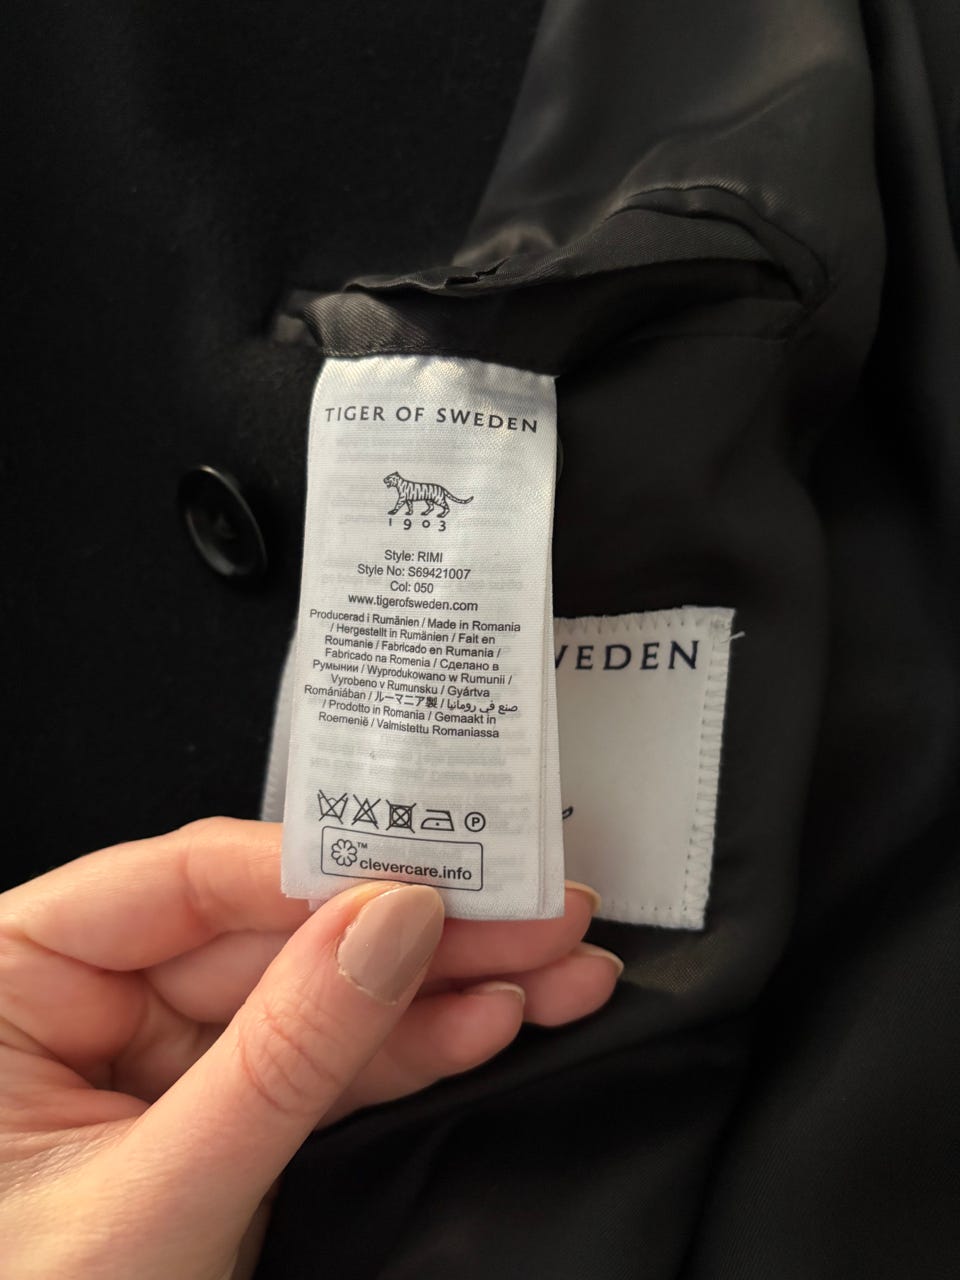 TIGER OF SWEDEN
1903
Style: RIMI
Style No: S69421007
Col: 050
www.tigerofsweden.com
Producerad i Rumänien / Made in Romania
/ Hergestellt in Rumänien / Fait en
Roumanie / Fabricado en Rumania /
Fabricado na Romenia / Сделано в
Румынии / Wyprodukowano w Rumunii /
Vyrobeno v Rumunsku / Gyártva
Romániában / ルーマニア製 / صنع في رومانيا
/ Prodotto in Romania / Gemaakt in
Roemenië / Valmistettu Romaniassa
P
TM
clevercare.info
WEDEN